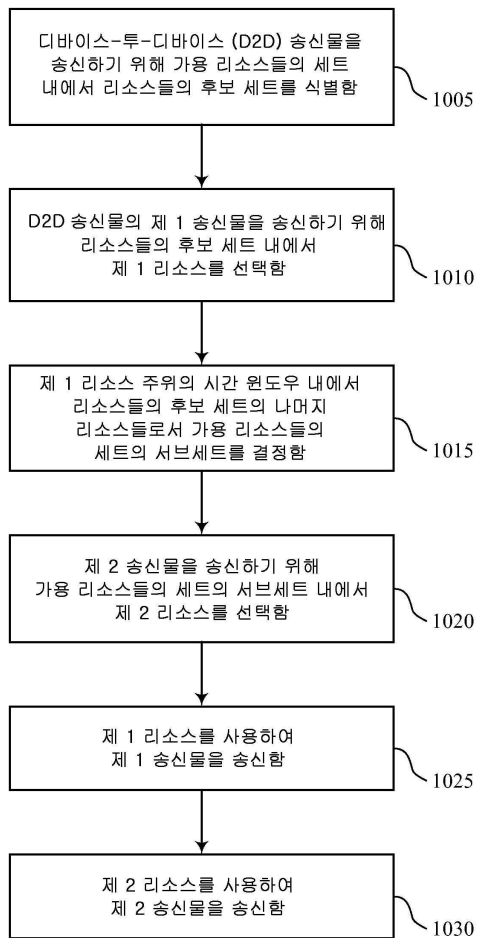 디바이스-투-디바이스 (D2D) 송신물을
송신하기 위해 가용 리소스들의 세트
내에서 리소스들의 후보 세트를 식별함
1005
D2D 송신물의 제 1 송신물을 송신하기 위해
리소스들의 후보 세트 내에서
제 1 리소스를 선택함
1010
제 1 리소스 주위의 시간 윈도우 내에서
리소스들의 후보 세트의 나머지
리소스들로서 가용 리소스들의
세트의 서브세트를 결정함
1015
제 2 송신물을 송신하기 위해
가용 리소스들의 세트의 서브세트 내에서
제 2 리소스를 선택함
1020
제 1 리소스를 사용하여
제 1 송신물을 송신함
1025
제 2 리소스를 사용하여
제 2 송신물을 송신함
1030